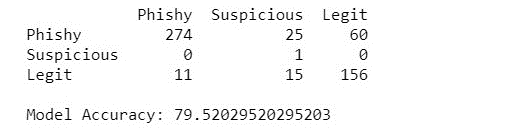 Phishy Suspicious Legit
Phishy 274 25 60
Suspicious 0 1 0
Legit 11 15 156
Model Accuracy: 79.52029520295203